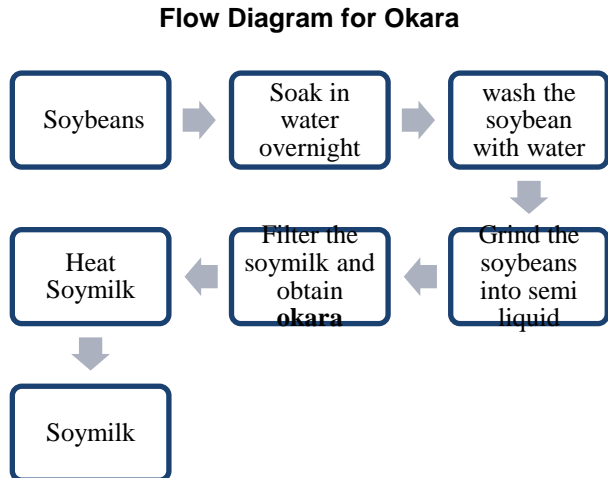 Flow Diagram for Okara
Soybeans
Soak in
water
overnight
wash the
soybean
with water
Grind the
soybeans
into semi
liquid
Filter the
soymilk and
obtain
okara
Heat
Soymilk
Soymilk